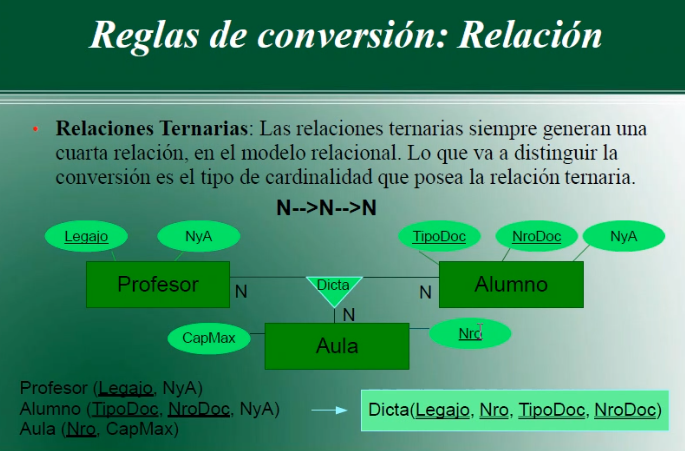 Reglas de conversión: Relación
• Relaciones Ternarias: Las relaciones ternarias siempre generan una
cuarta relación, en el modelo relacional. Lo que va a distinguir la
conversión es el tipo de cardinalidad que posea la relación ternaria.
N-->N-->N
Legajo NyA TipoDoc NroDoc NyA
Profesor N Dicta N Alumno
N
CapMax Aula Nro
Profesor (Legajo, NyA)
Alumno (TipoDoc, NroDoc, NyA)
Aula (Nro, CapMax)
Dicta(Legajo, Nro, TipoDoc, NroDoc)